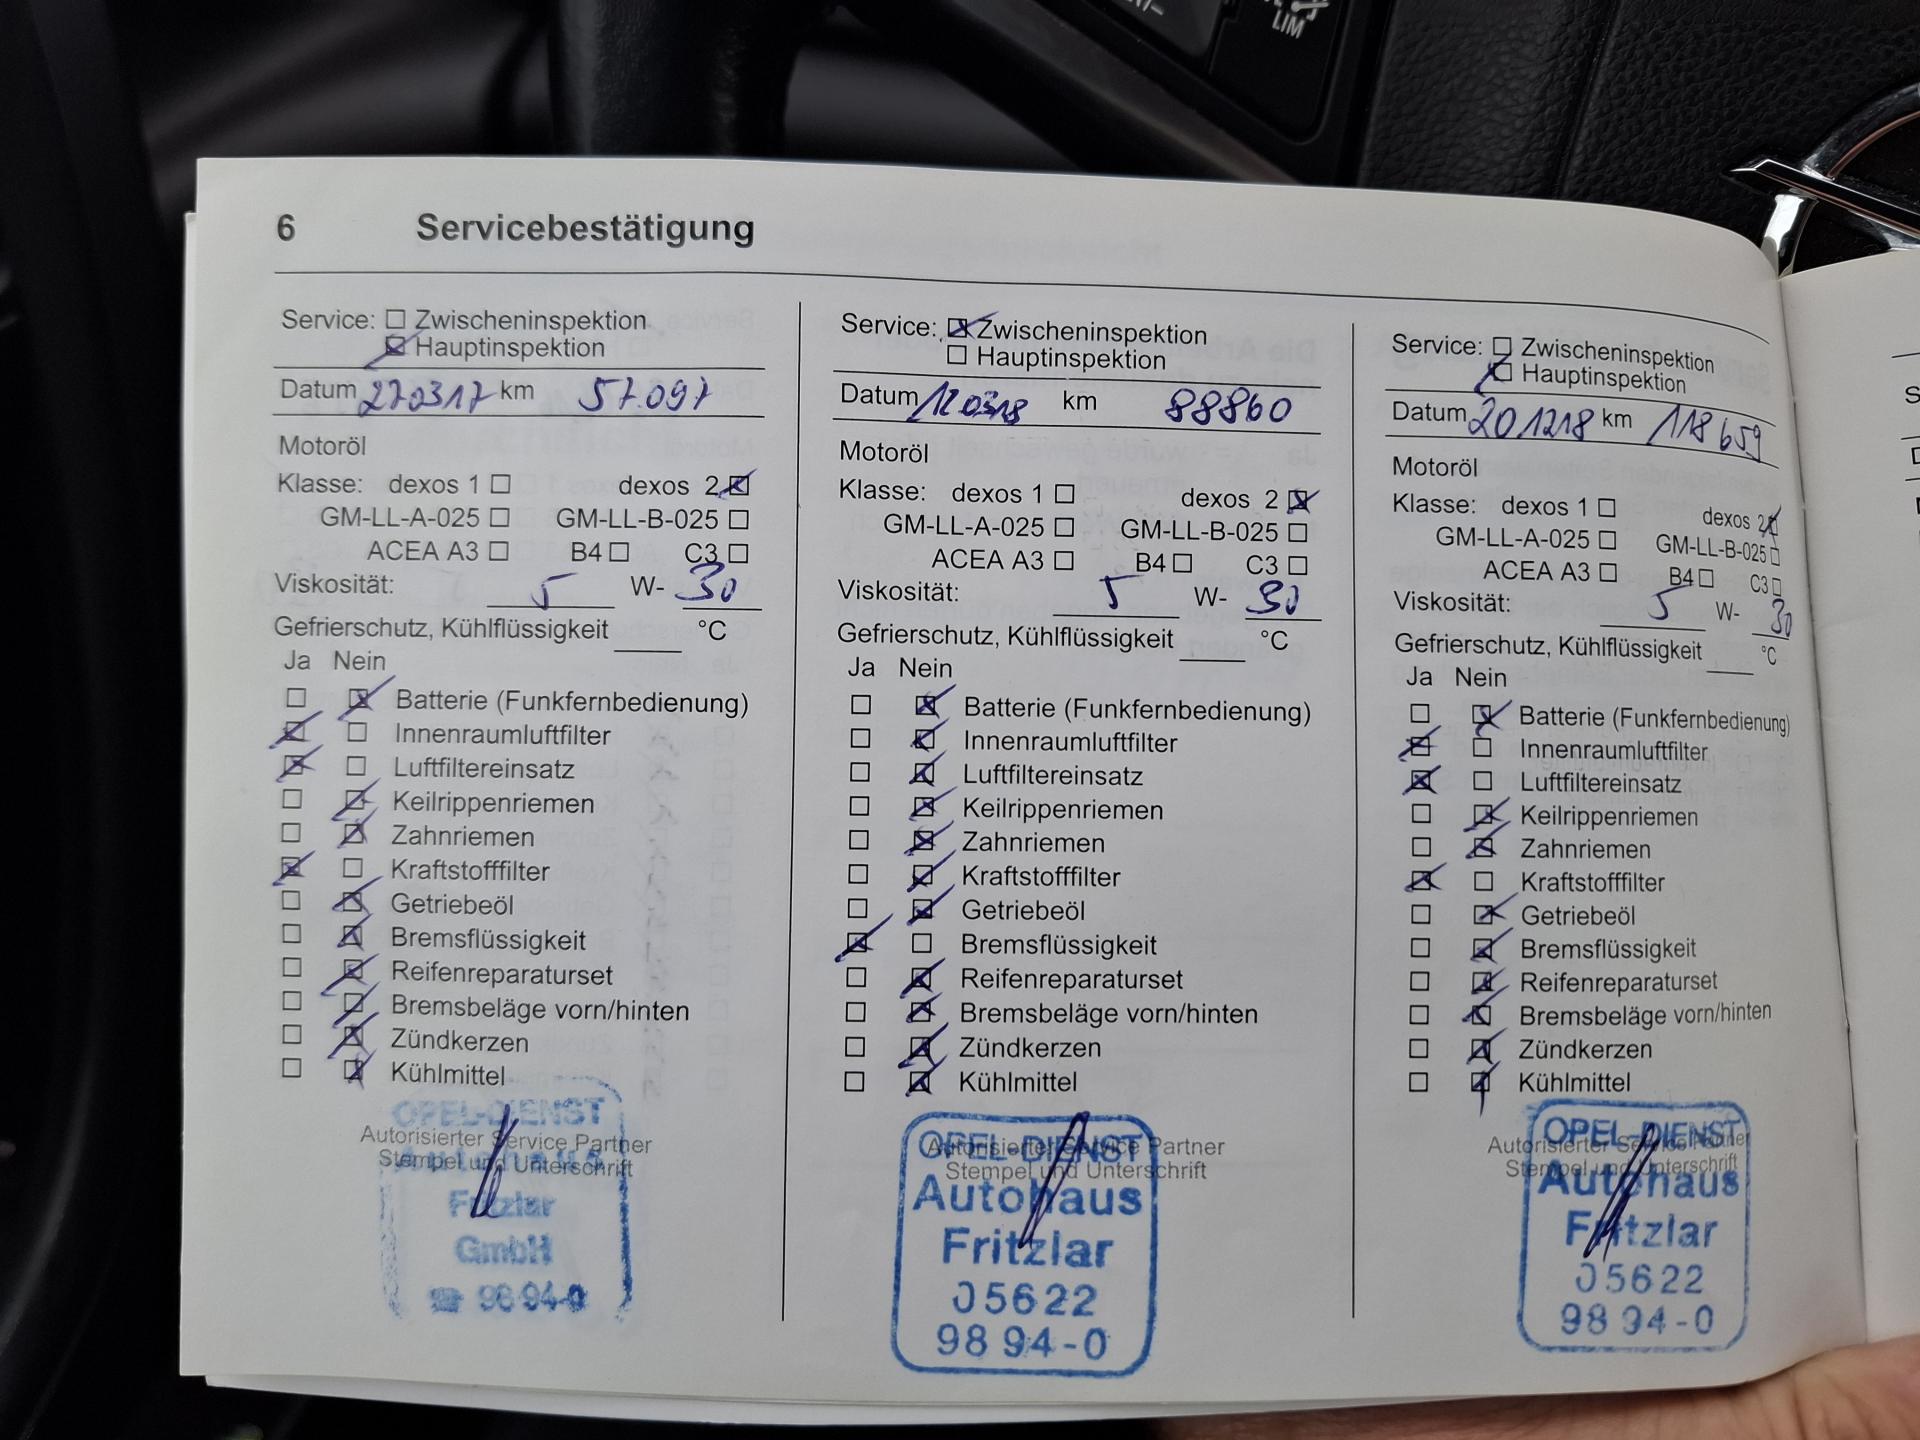 LIM
6 Servicebestätigung
Service: ☐ Zwischeninspektion
☒ Hauptinspektion
Datum 270317 km 57.097
Motoröl
Klasse: dexos 1 ☐ dexos 2 ☒
GM-LL-A-025 ☐ GM-LL-B-025 ☐
ACEA A3 ☐ B4 ☐ C3 ☐
Viskosität: 5 W- 30
Gefrierschutz, Kühlflüssigkeit ____ °C
Ja Nein
☐ ☒ Batterie (Funkfernbedienung)
☒ ☐ Innenraumluftfilter
☒ ☐ Luftfiltereinsatz
☐ ☒ Keilrippenriemen
☐ ☒ Zahnriemen
☒ ☐ Kraftstofffilter
☐ ☒ Getriebeöl
☐ ☒ Bremsflüssigkeit
☐ ☒ Reifenreparaturset
☐ ☒ Bremsbeläge vorn/hinten
☐ ☒ Zündkerzen
☐ ☒ Kühlmittel
OPEL-DIENST
Autorisierter Service Partner
Stempel und Unterschrift
Autohaus
Fritzlar
GmbH
☎ 98 94-0
Service: ☒ Zwischeninspektion
☐ Hauptinspektion
Datum 120318 km 88860
Motoröl
Klasse: dexos 1 ☐ dexos 2 ☒
GM-LL-A-025 ☐ GM-LL-B-025 ☐
ACEA A3 ☐ B4 ☐ C3 ☐
Viskosität: 5 W- 30
Gefrierschutz, Kühlflüssigkeit ____ °C
Ja Nein
☐ ☒ Batterie (Funkfernbedienung)
☐ ☒ Innenraumluftfilter
☐ ☒ Luftfiltereinsatz
☐ ☒ Keilrippenriemen
☐ ☒ Zahnriemen
☐ ☒ Kraftstofffilter
☐ ☒ Getriebeöl
☒ ☐ Bremsflüssigkeit
☐ ☒ Reifenreparaturset
☐ ☒ Bremsbeläge vorn/hinten
☐ ☒ Zündkerzen
☐ ☒ Kühlmittel
OPEL-DIENST
Autorisierter Service Partner
Stempel und Unterschrift
Autohaus
Fritzlar
05622
98 94-0
Service: ☐ Zwischeninspektion
☒ Hauptinspektion
Datum 201218 km 118659
Motoröl
Klasse: dexos 1 ☐ dexos 2 ☒
GM-LL-A-025 ☐ GM-LL-B-025 ☐
ACEA A3 ☐ B4 ☐ C3 ☐
Viskosität: 5 W- 30
Gefrierschutz, Kühlflüssigkeit ____ °C
Ja Nein
☐ ☒ Batterie (Funkfernbedienung)
☒ ☐ Innenraumluftfilter
☒ ☐ Luftfiltereinsatz
☐ ☒ Keilrippenriemen
☐ ☒ Zahnriemen
☒ ☐ Kraftstofffilter
☐ ☒ Getriebeöl
☐ ☒ Bremsflüssigkeit
☐ ☒ Reifenreparaturset
☐ ☒ Bremsbeläge vorn/hinten
☐ ☒ Zündkerzen
☐ ☒ Kühlmittel
OPEL-DIENST
Autorisierter Service Partner
Stempel und Unterschrift
Autohaus
Fritzlar
05622
98 94-0